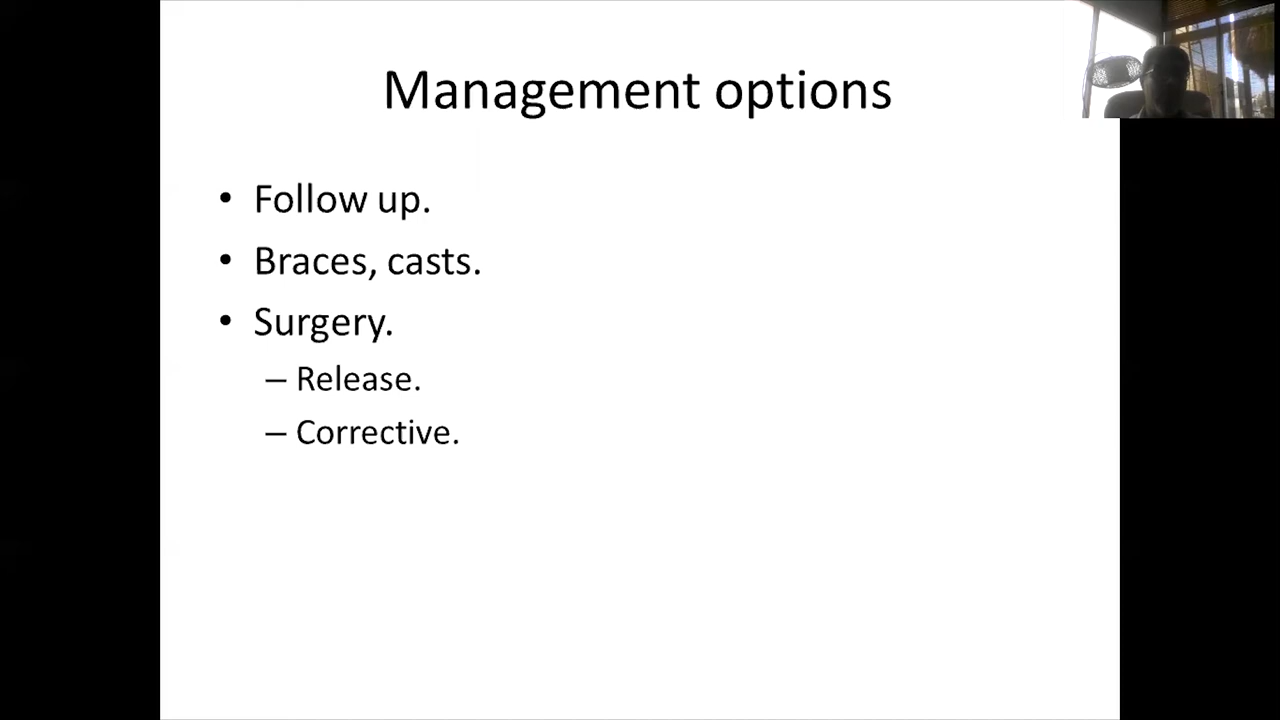 Management options
• Follow up.
• Braces, casts.
• Surgery.
– Release.
– Corrective.